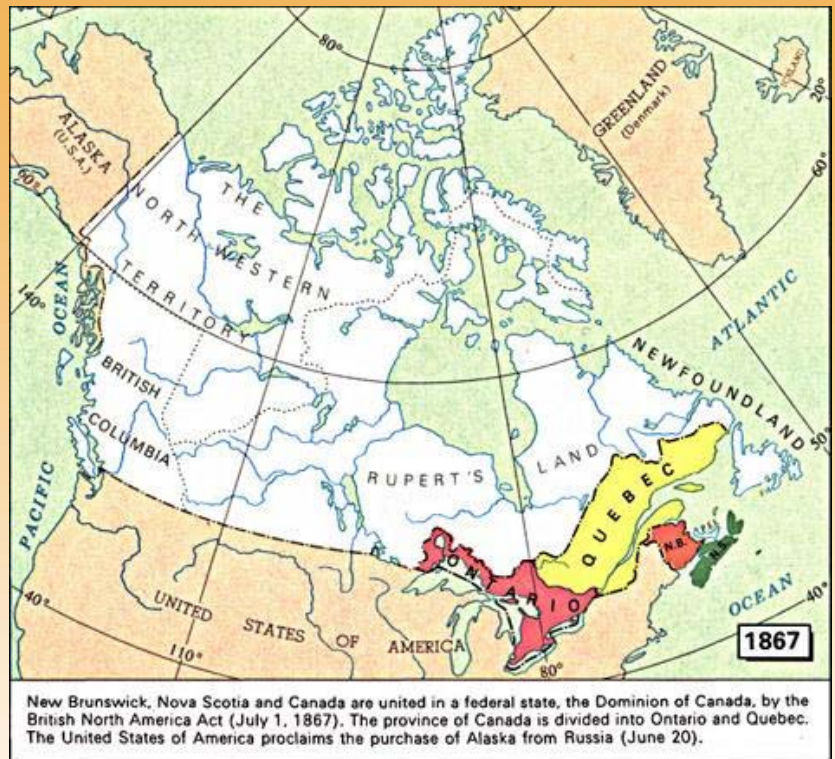 80°
20°
ICELAND
GREENLAND
(Denmark)
ALASKA
(U.S.A.)
60°
60°
THE
NORTH-WESTERN
TERRITORY
140°
OCEAN
ATLANTIC
NEWFOUNDLAND
BRITISH
COLUMBIA
50°
RUPERT'S
LAND
QUEBEC
PACIFIC
P.E.I.
N.B.
N.S.
ONTARIO
40°
UNITED STATES OF AMERICA
OCEAN
40°
110°
80°
1867
New Brunswick, Nova Scotia and Canada are united in a federal state, the Dominion of Canada, by the
British North America Act (July 1, 1867). The province of Canada is divided into Ontario and Quebec.
The United States of America proclaims the purchase of Alaska from Russia (June 20).